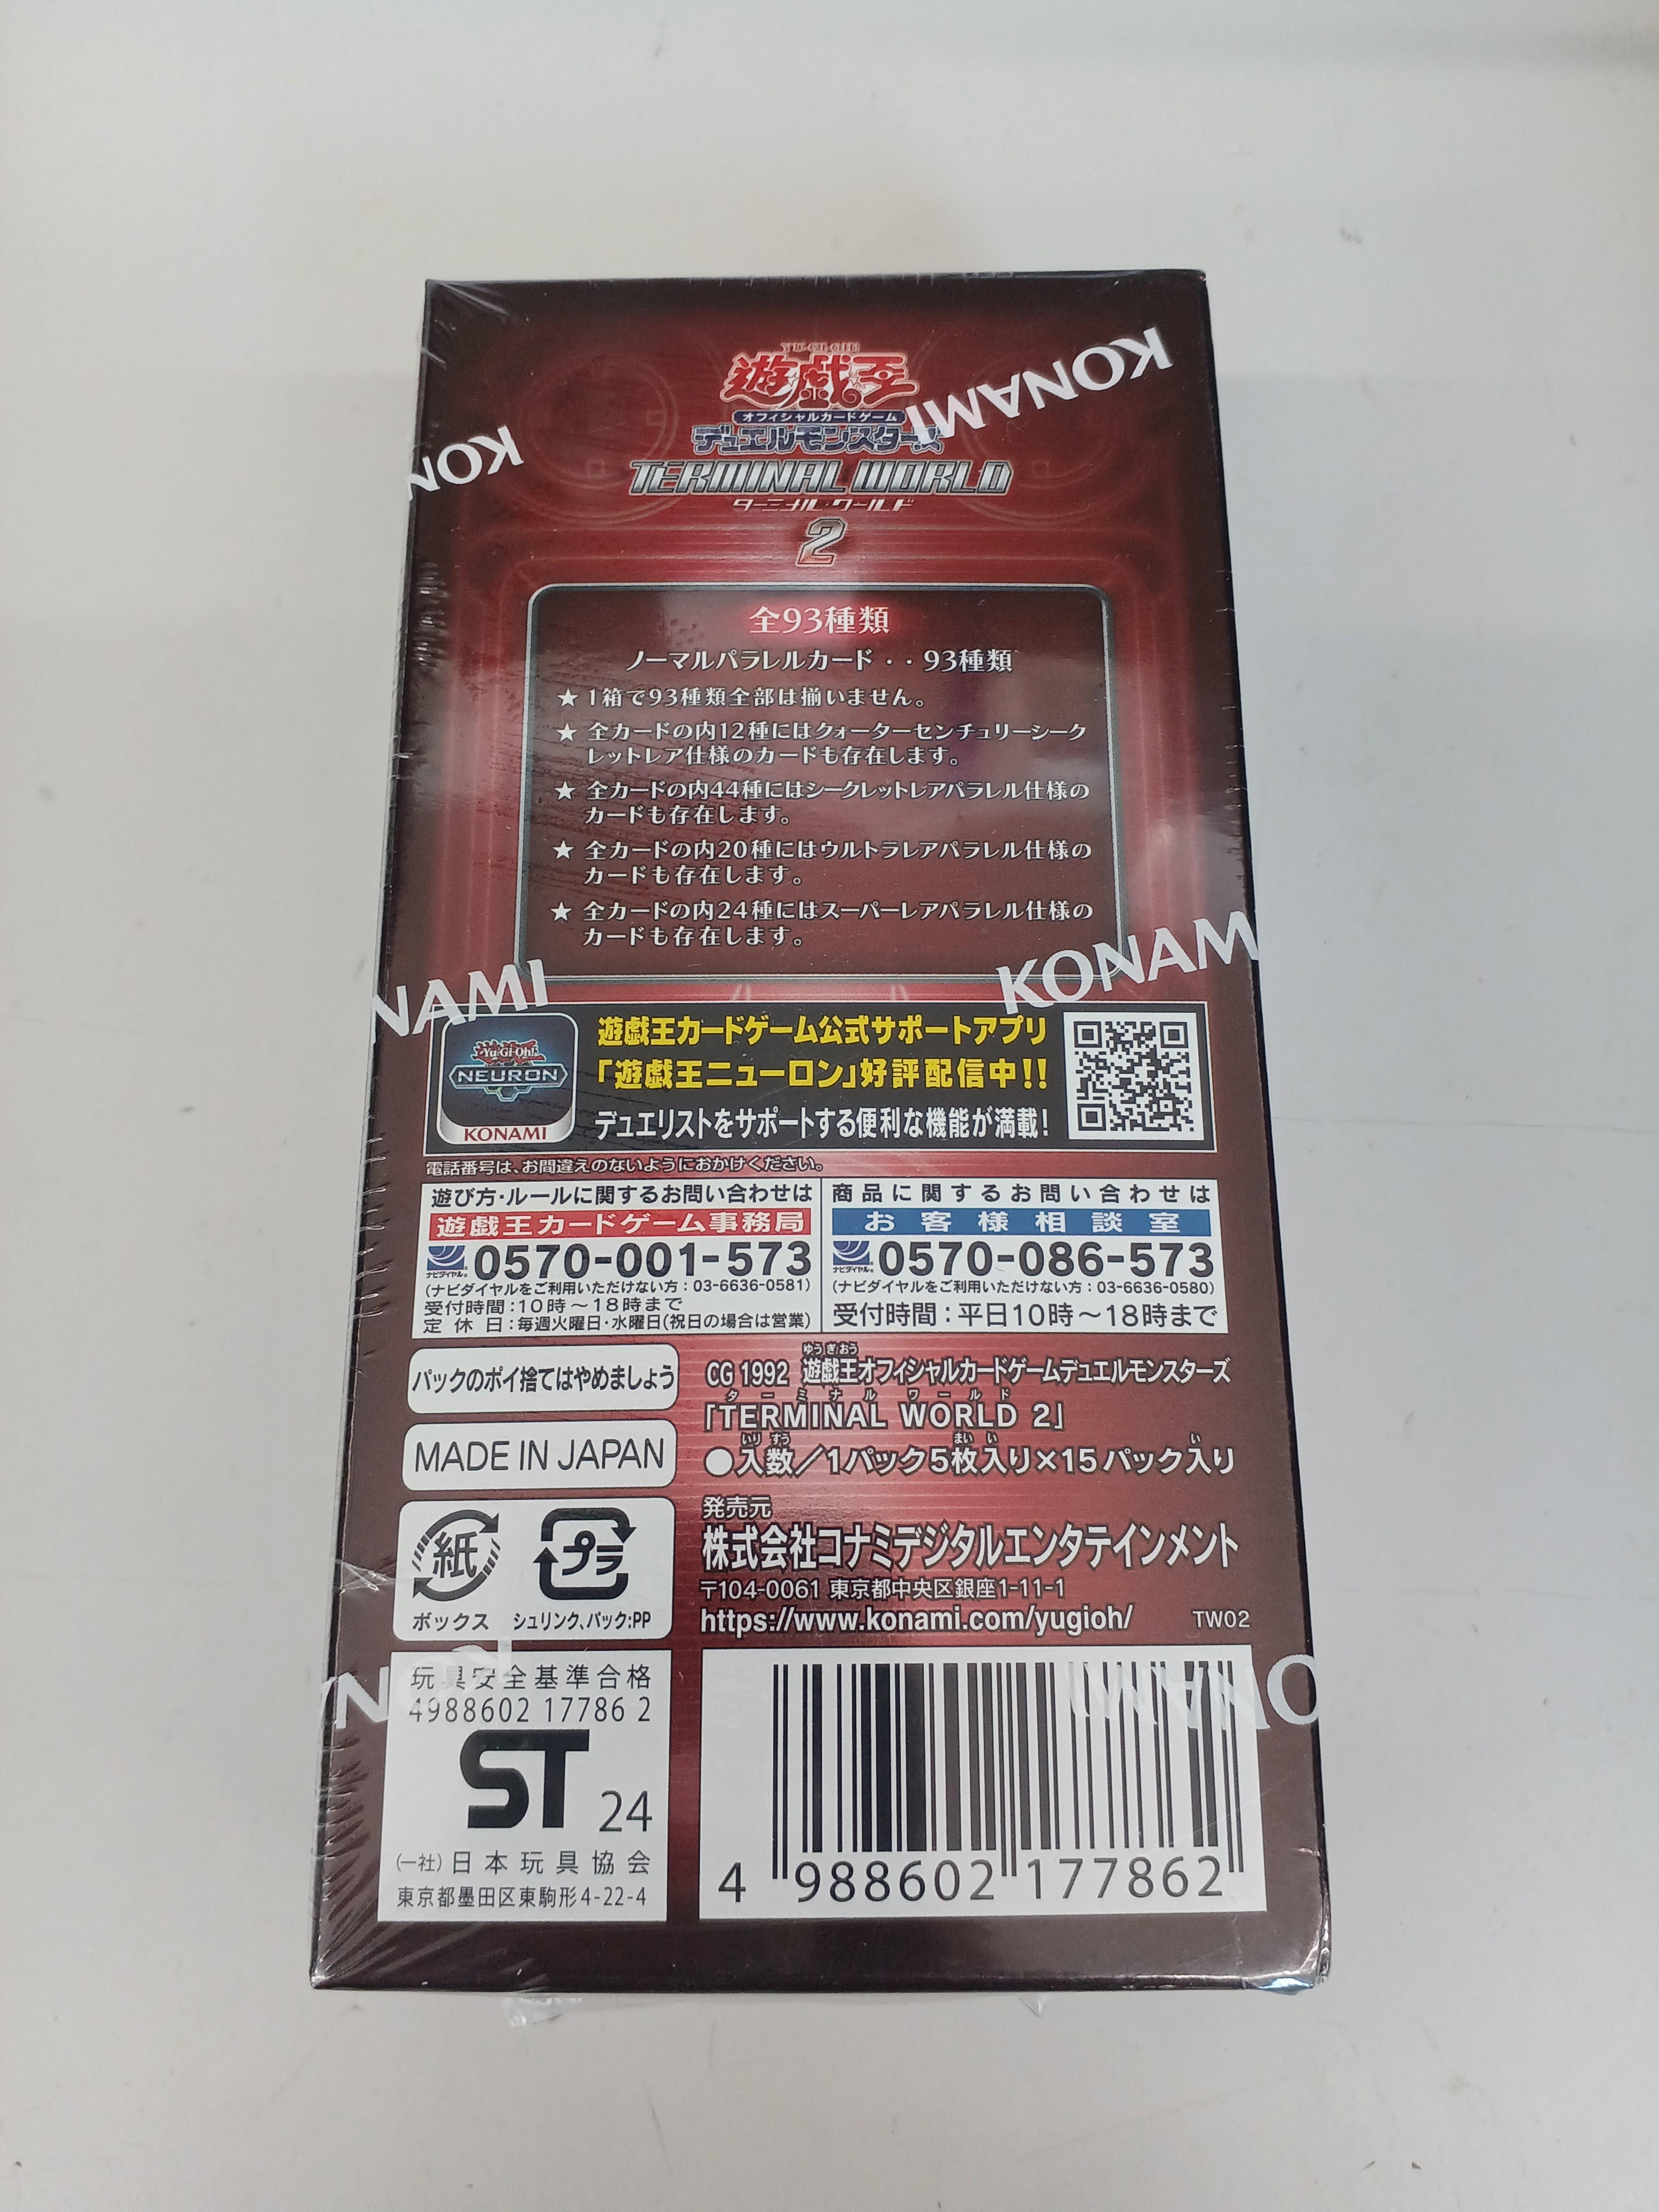 YU-GI-OH!
遊戯王
オフィシャルカードゲーム
デュエルモンスターズ
KONAMI
KON
TERMINAL WORLD
ターミナル・ワールド
2
全93種類
ノーマルパラレルカード・・93種類
★ 1箱で93種類全部は揃いません。
★ 全カードの内12種にはクォーターセンチュリーシーク
レットレア仕様のカードも存在します。
★ 全カードの内44種にはシークレットレアパラレル仕様の
カードも存在します。
★ 全カードの内20種にはウルトラレアパラレル仕様の
カードも存在します。
★ 全カードの内24種にはスーパーレアパラレル仕様の
カードも存在します。
NAMI
KONAM
遊戯王
Yu-Gi-Oh!
NEURON
KONAMI
遊戯王カードゲーム公式サポートアプリ
「遊戯王ニューロン」好評配信中!!
デュエリストをサポートする便利な機能が満載!
電話番号は、お間違えのないようにおかけください。
遊び方・ルールに関するお問い合わせは
遊戯王カードゲーム事務局
ナビダイヤル® 0570-001-573
(ナビダイヤルをご利用いただけない方：03-6636-0581)
受付時間：10時～18時まで
定休日：毎週火曜日・水曜日(祝日の場合は営業)
商品に関するお問い合わせは
お客様相談室
ナビダイヤル® 0570-086-573
(ナビダイヤルをご利用いただけない方：03-6636-0580)
受付時間：平日10時～18時まで
パックのポイ捨てはやめましょう
MADE IN JAPAN
紙
ボックス
プラ
シュリンク、パック:PP
ゆうぎおう
CG 1992 遊戯王オフィシャルカードゲームデュエルモンスターズ
ターミナル ワールド
「TERMINAL WORLD 2」
いりすう まいい い
●入数／1パック5枚入り×15パック入り
発売元
株式会社コナミデジタルエンタテインメント
〒104-0061 東京都中央区銀座1-11-1
https://www.konami.com/yugioh/ TW02
玩具安全基準合格
4988602 17786 2
ST 24
(一社)日本玩具協会
東京都墨田区東駒形4-22-4
ONAMI
4 988602 177862